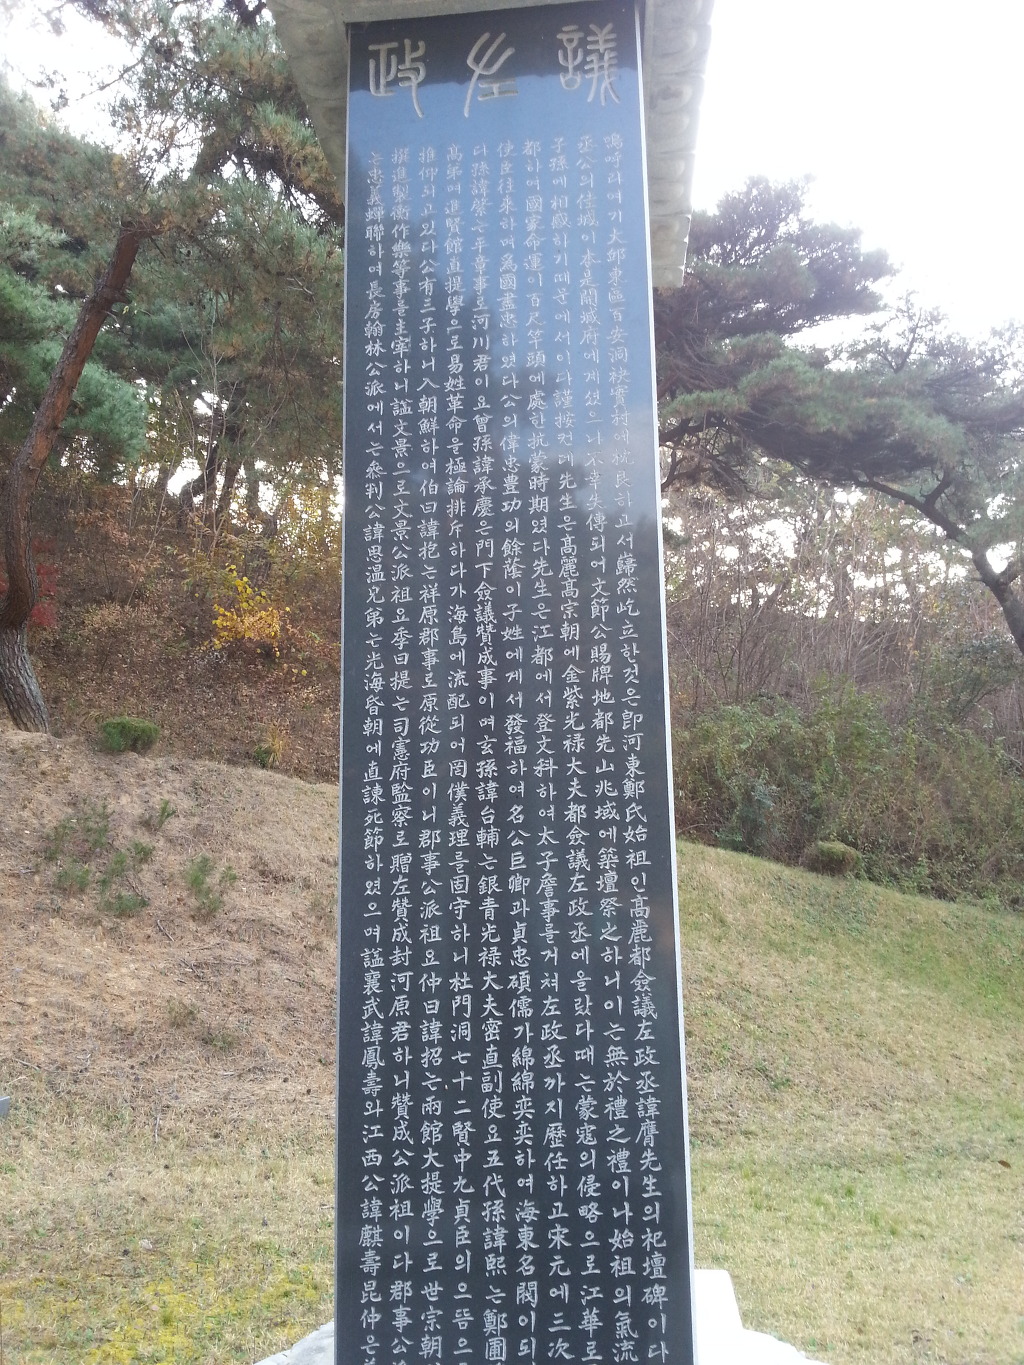 議左政
嗚呼라 여기 大邱東區百安洞 에 枕艮하고서 巋然屹立한것은 卽河東鄭氏始祖인 高麗都僉議左政丞諱膺先生의 祀壇碑이다
丞公의 佳城이 本是開城府에 계셨으나 不幸失傳되어 文節公賜牌地都先山兆域에 築壇祭之하니 이는 無於禮之禮이나 始祖의 氣流
子孫에 相感하기때문에서이다 謹按컨데 先生은 高麗高宗朝에 金紫光禄大夫都僉議左政丞에 올랐다 때는 蒙寇의 侵略으로 江華로
都하여 國家命運이 百尺竿頭에 處한 抗蒙時期였다 先生은 江都에서 登文科하여 太子詹事를 거쳐 左政丞까지 歷任하고 宋元에 三次
使臣往來하며 爲國盡忠하였다 公의 偉忠豊功의 餘蔭이 子姓에게서 發福하여 名公巨卿과 貞忠碩儒가 綿綿奕奕하여 海東名閥이되
다 孫諱 는 平章事로 河川君이요 曾孫諱承慶은 門下僉議贊成事이며 玄孫諱台輔는 銀青光禄大夫密直副使요 五代孫諱熙는 鄭圃
高弟여 進賢館直提學으로 易姓革命을 極論排斥하다가 海島에 流配되어 罔僕義理를 固守하니 杜門洞七十二賢中九貞臣의 으뜸으
推仰되고있다 公有三子하니 入朝鮮하여 伯曰諱抱는 祥原郡事로 原從功臣이니 郡事公派祖요 仲曰諱招는 兩館大提學으로 世宗朝
撰進製 作樂等事를 主宰하니 諡文景으로 文景公派祖요 季曰提는 司憲府監察로 贈左贊成封河原君하니 贊成公派祖이다 郡事公
는 忠義蟬聯하여 長房翰林公派에서는 參判公諱思溫兄弟는 光海昏朝에 直諫死節하였으며 諡襄武諱鳳壽와 江西公諱麒壽昆仲은